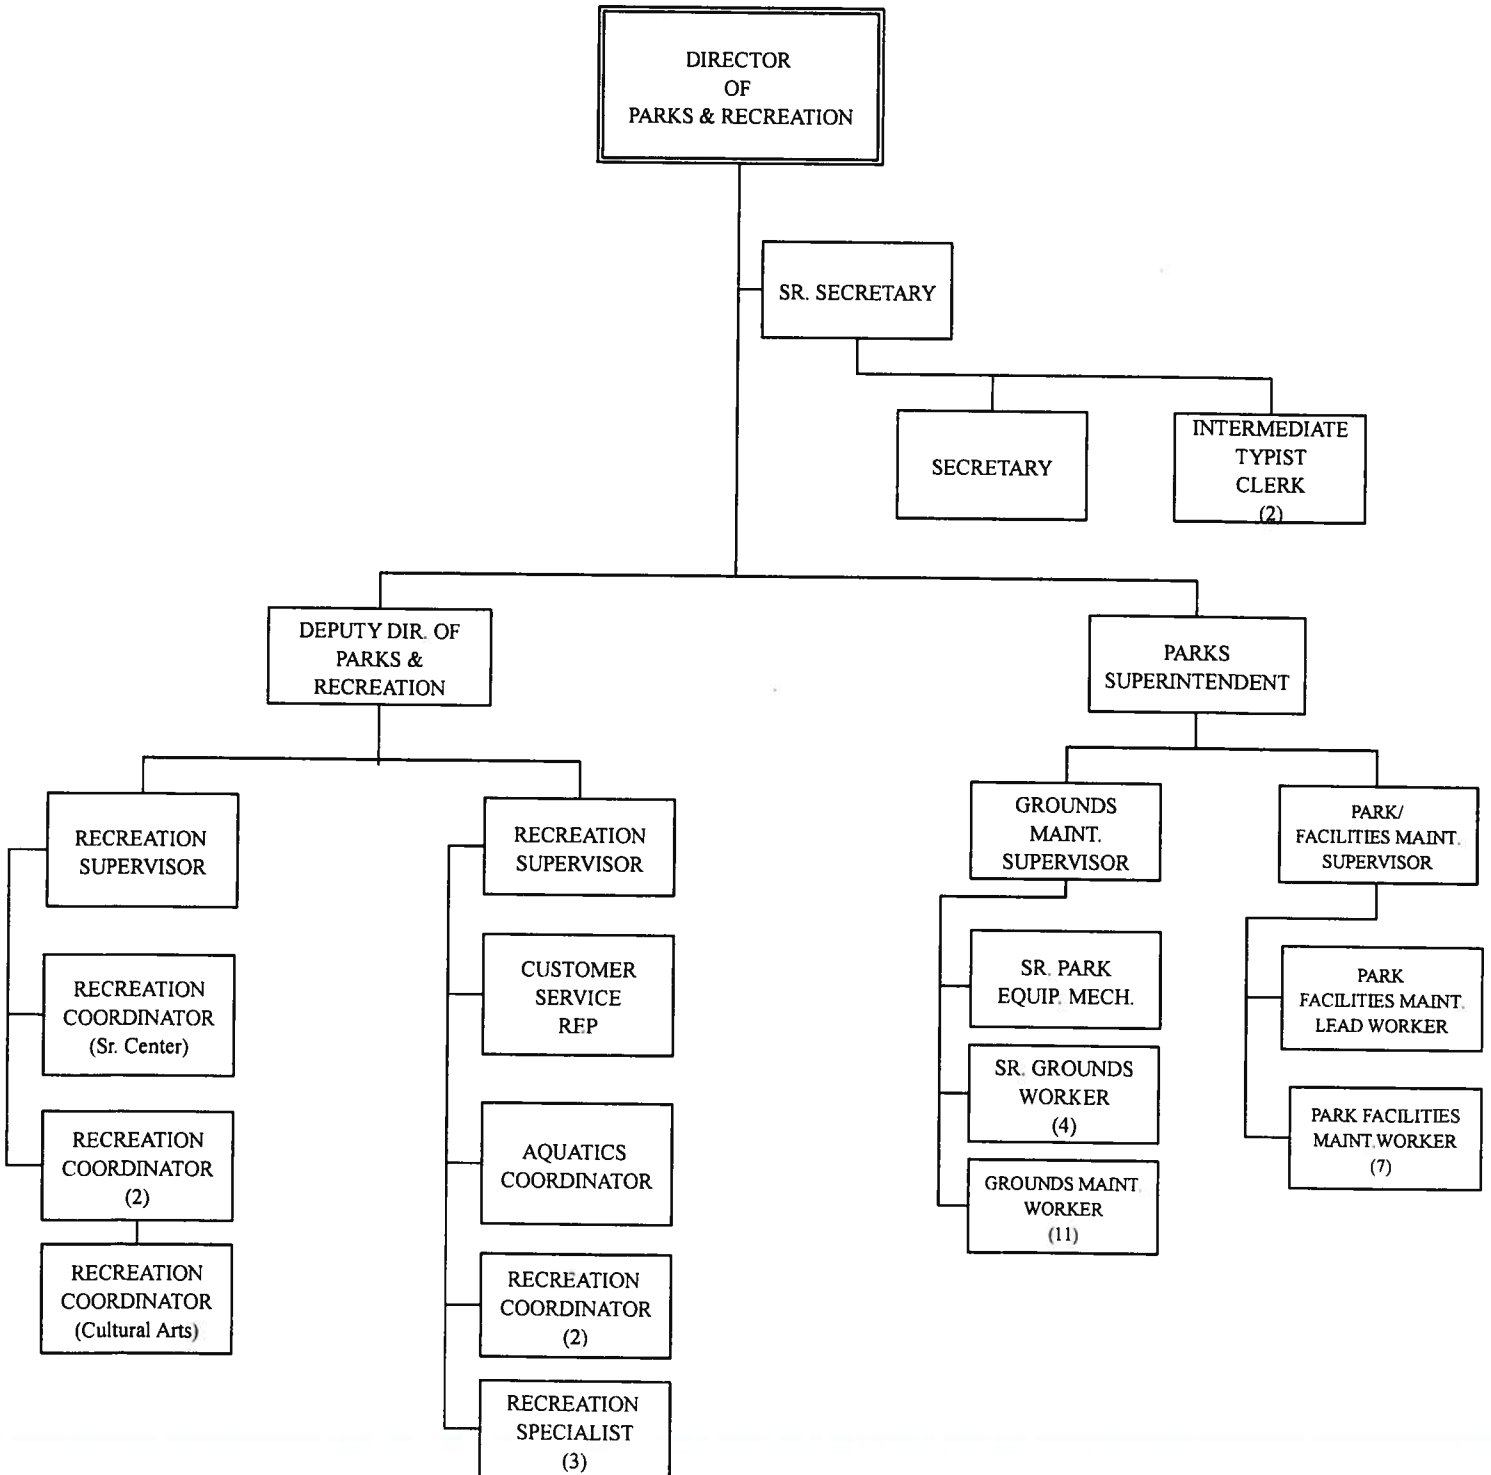 DIRECTOR
OF
PARKS & RECREATION
SR. SECRETARY
SECRETARY
INTERMEDIATE
TYPIST
CLERK
(2)
DEPUTY DIR. OF
PARKS &
RECREATION
PARKS
SUPERINTENDENT
RECREATION
SUPERVISOR
RECREATION
COORDINATOR
(Sr. Center)
RECREATION
COORDINATOR
(2)
RECREATION
COORDINATOR
(Cultural Arts)
RECREATION
SUPERVISOR
CUSTOMER
SERVICE
REP
AQUATICS
COORDINATOR
RECREATION
COORDINATOR
(2)
RECREATION
SPECIALIST
(3)
GROUNDS
MAINT.
SUPERVISOR
SR. PARK
EQUIP. MECH.
SR. GROUNDS
WORKER
(4)
GROUNDS MAINT.
WORKER
(11)
PARK/
FACILITIES MAINT.
SUPERVISOR
PARK
FACILITIES MAINT.
LEAD WORKER
PARK FACILITIES
MAINT.WORKER
(7)